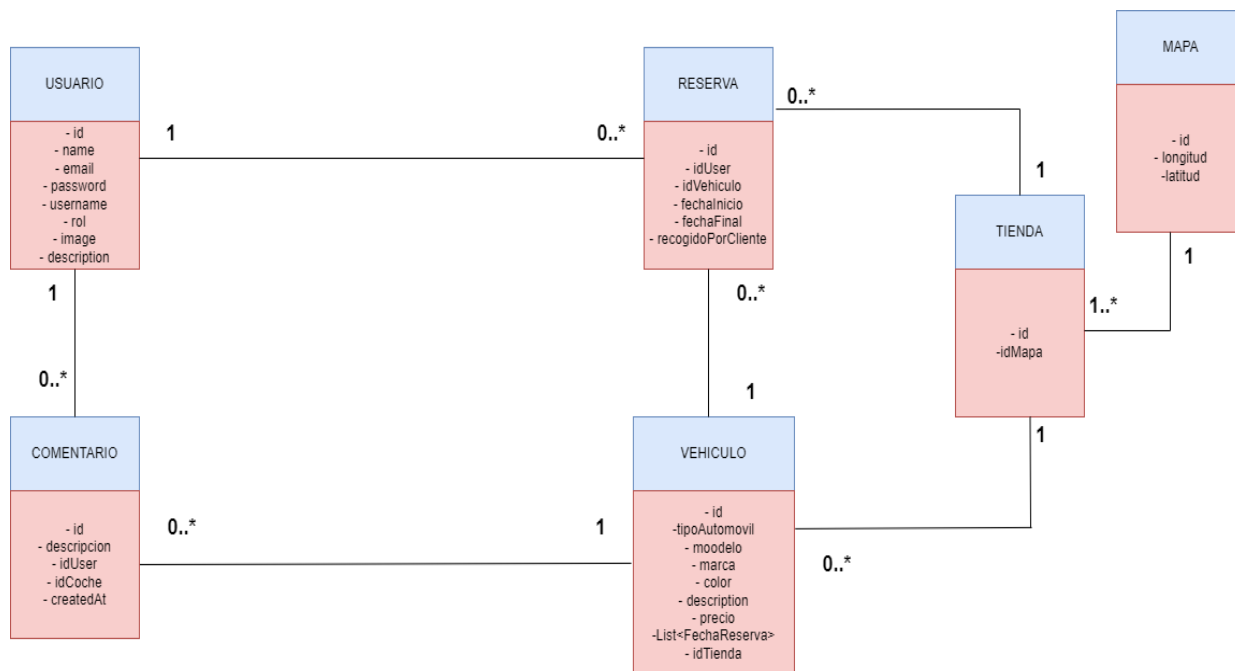 USUARIO
- id
- name
- email
- password
- username
- rol
- image
- description
1
0..*
RESERVA
- id
- idUser
- idVehiculo
- fechaInicio
- fechaFinal
- recogidoPorCliente
0..*
1
MAPA
- id
- longitud
-latitud
1
TIENDA
- id
-idMapa
1..*
1
0..*
0..*
1
1
COMENTARIO
- id
- descripcion
- idUser
- idCoche
- createdAt
0..*
1
VEHICULO
- id
-tipoAutomovil
- moodelo
- marca
- color
- description
- precio
-List<FechaReserva>
- idTienda
0..*